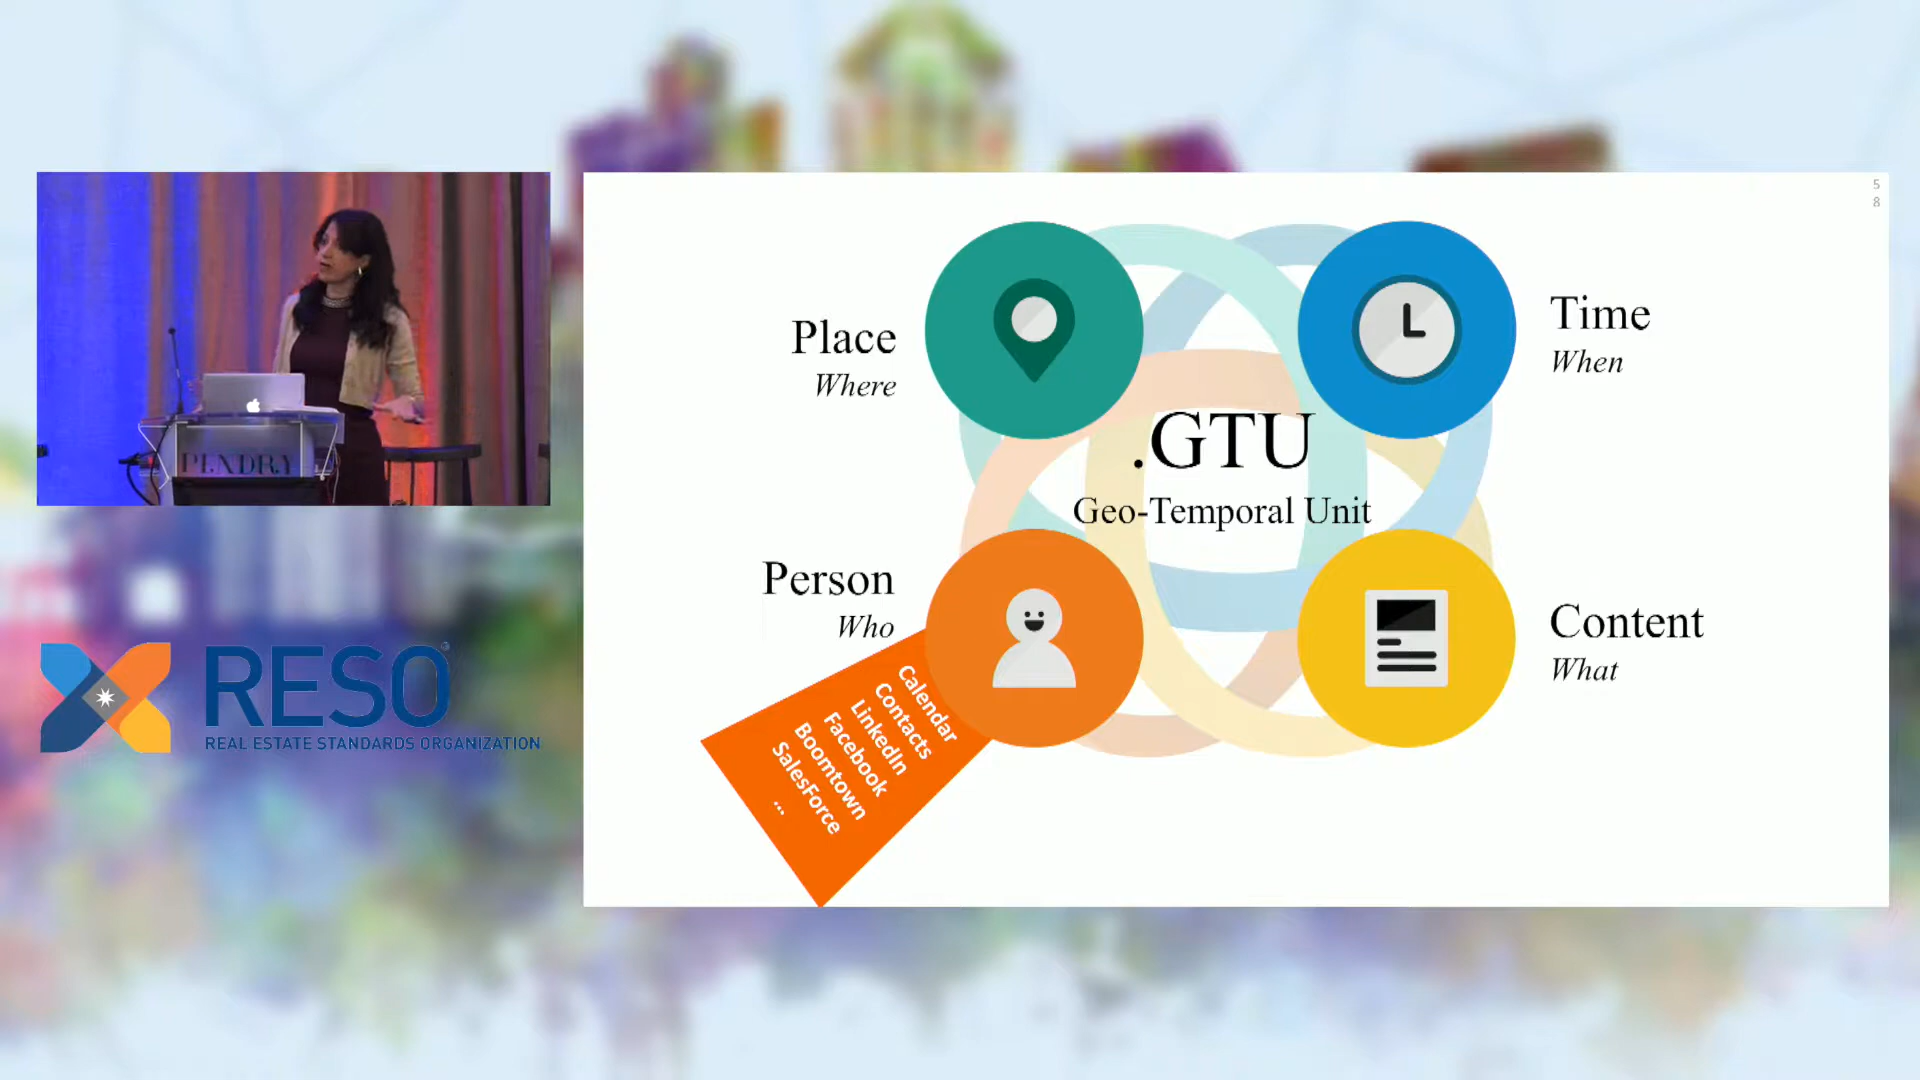 5
8
Place
Where
Time
When
.GTU
Geo-Temporal Unit
Person
Who
Content
What
Calendar
Contacts
LinkedIn
Facebook
Boomtown
SalesForce
...
PENDRY
RESO
REAL ESTATE STANDARDS ORGANIZATION